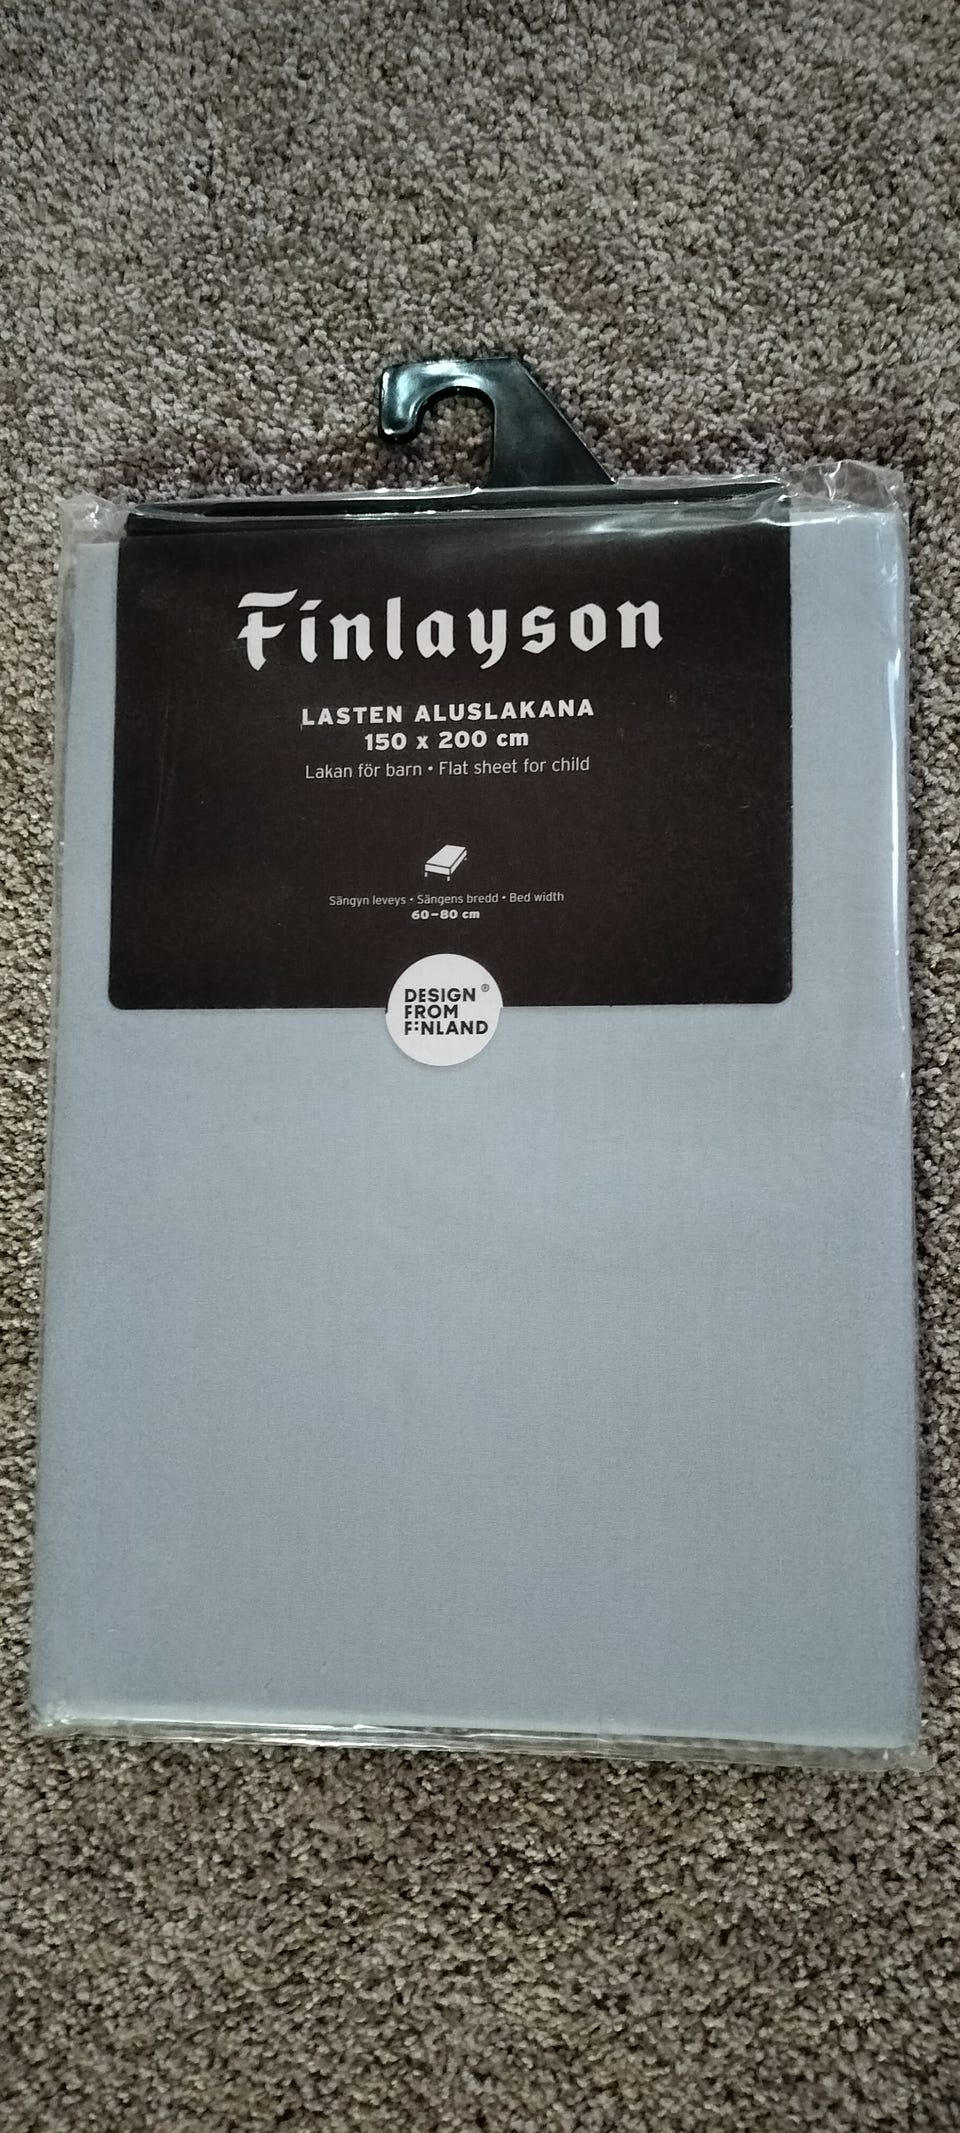 Finlayson
LASTEN ALUSLAKANA
150 x 200 cm
Lakan för barn • Flat sheet for child
Sängyn leveys • Sängens bredd • Bed width
60–80 cm
DESIGN ®
FROM
FINLAND